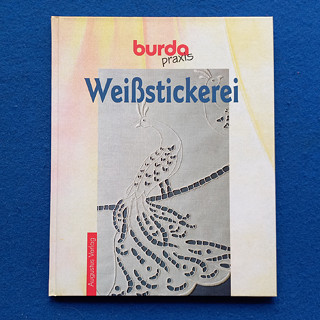 burda
praxis
Weißstickerei
Augustus Verlag